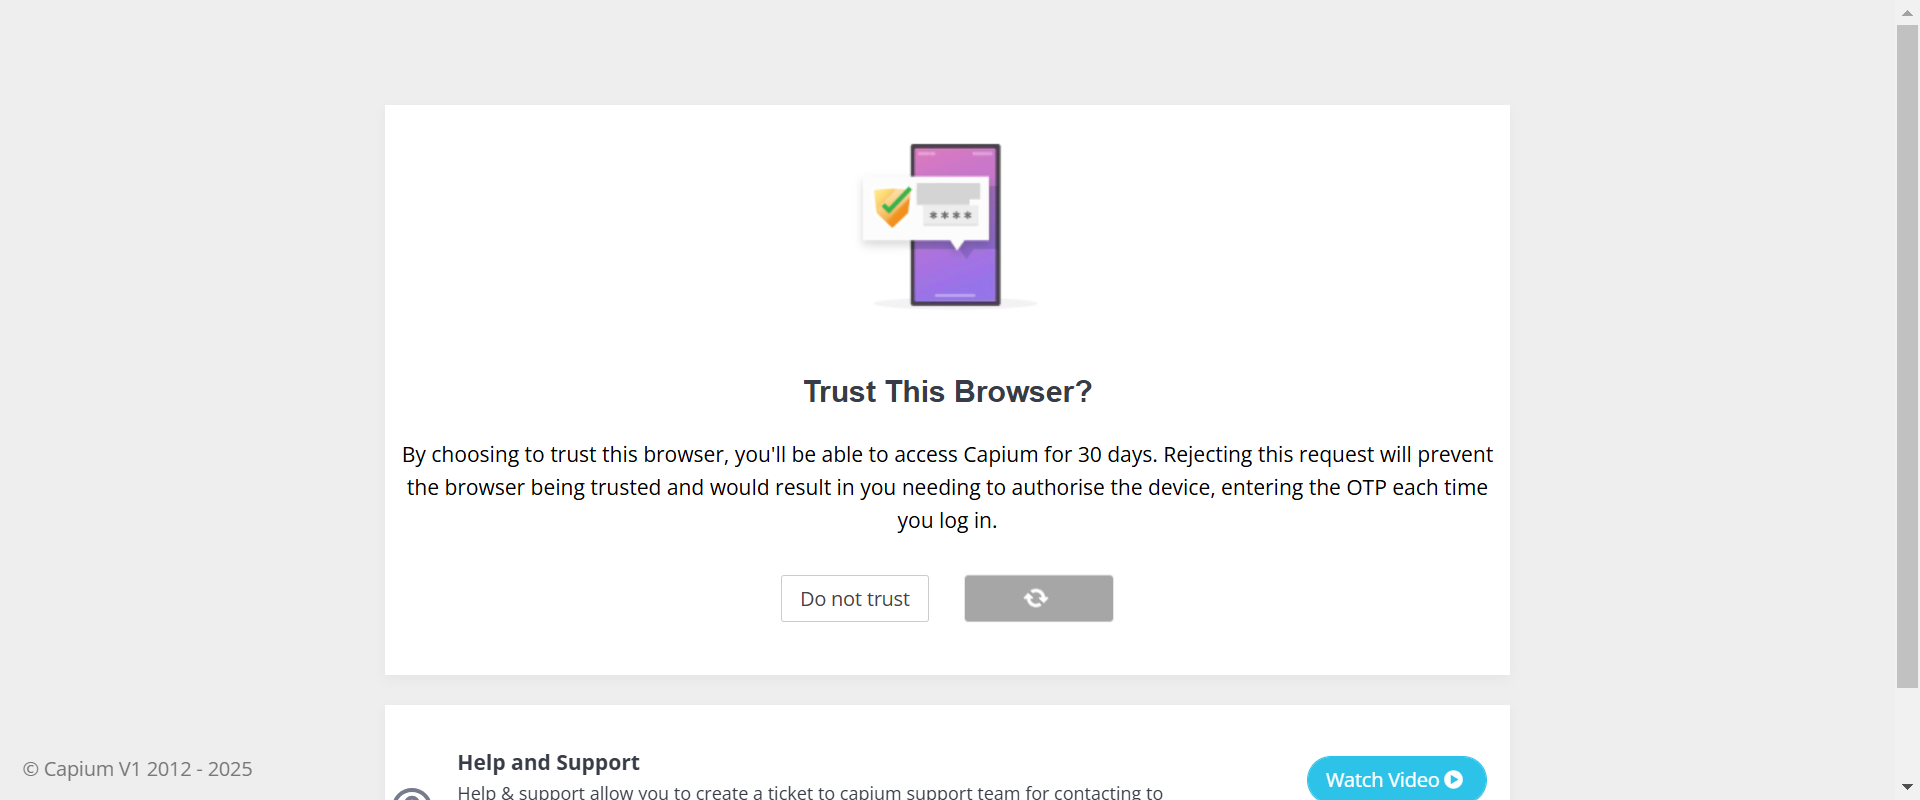 ****
Trust This Browser?
By choosing to trust this browser, you'll be able to access Capium for 30 days. Rejecting this request will prevent
the browser being trusted and would result in you needing to authorise the device, entering the OTP each time
you log in.
Do not trust
Help and Support
Watch Video
Help & support allow you to create a ticket to capium support team for contacting to
© Capium V1 2012 - 2025